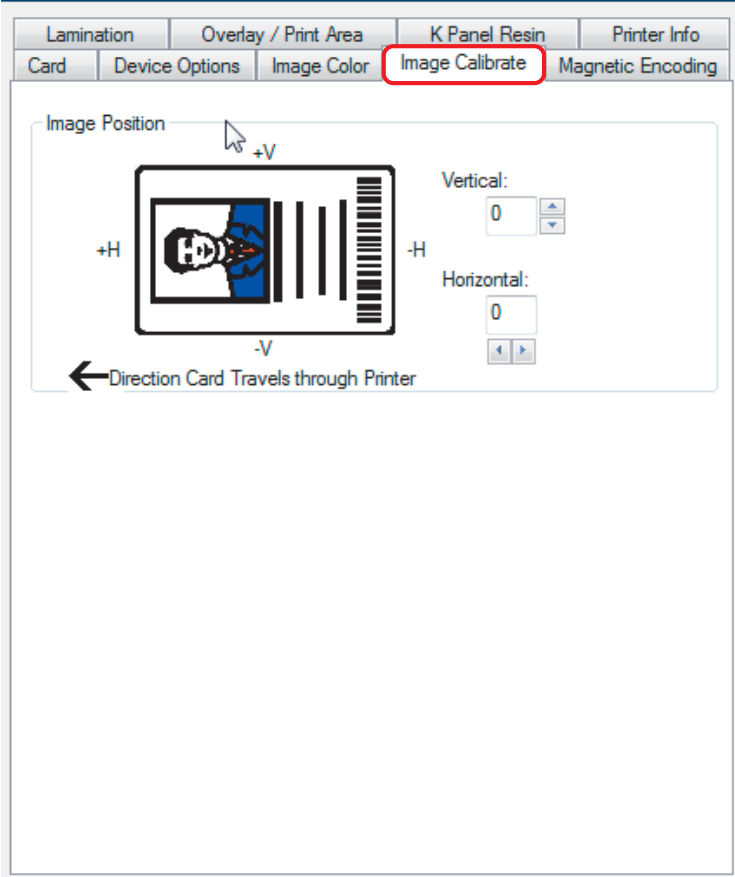 Lamination Overlay / Print Area K Panel Resin Printer Info
Card Device Options Image Color Image Calibrate Magnetic Encoding
Image Position
+V
Vertical:
0
+H
-H
Horizontal:
0
-V
Direction Card Travels through Printer